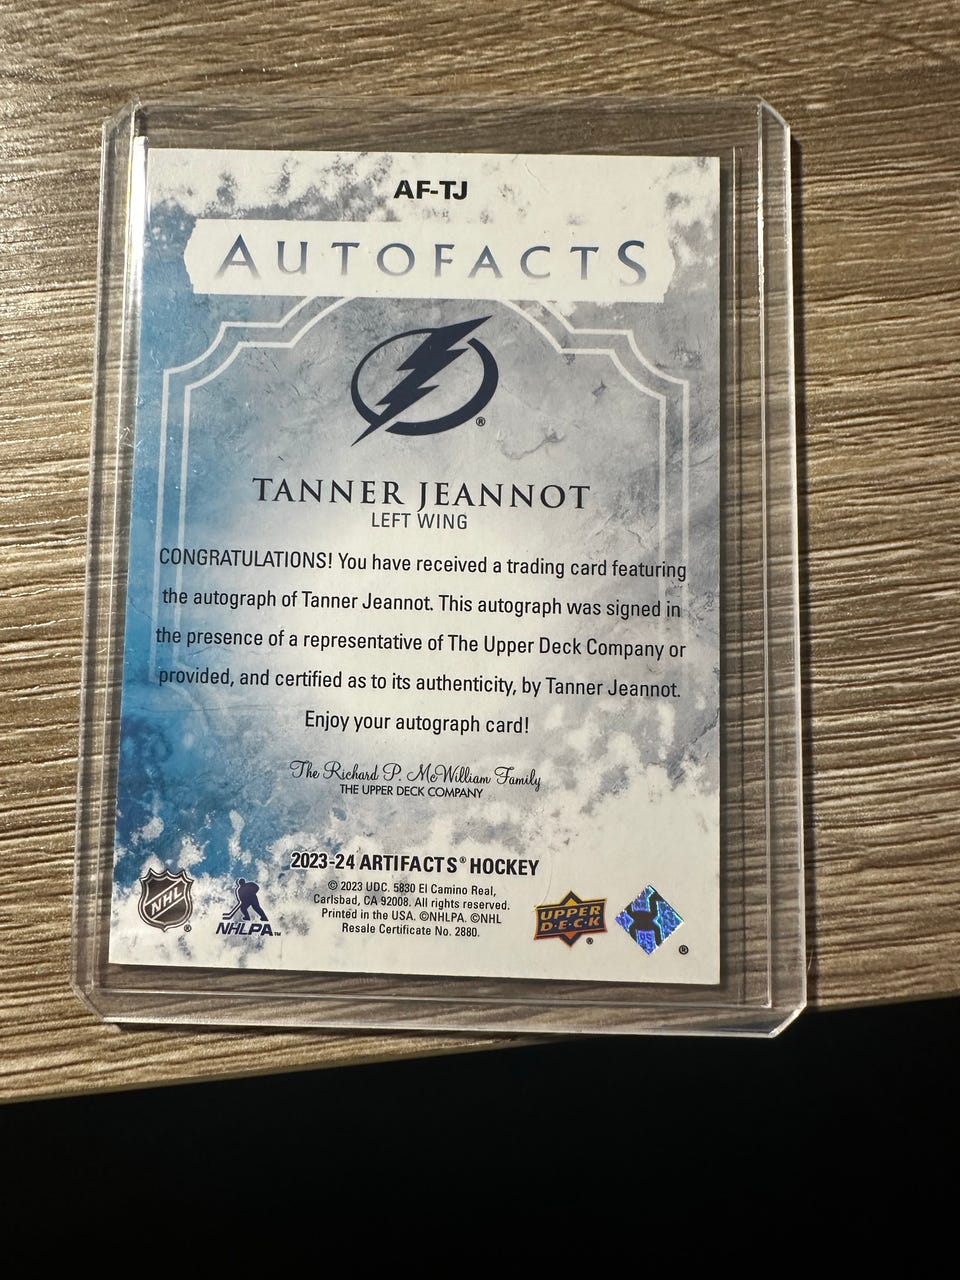 AF-TJ
AUTOFACTS
®
TANNER JEANNOT
LEFT WING
CONGRATULATIONS! You have received a trading card featuring
the autograph of Tanner Jeannot. This autograph was signed in
the presence of a representative of The Upper Deck Company or
provided, and certified as to its authenticity, by Tanner Jeannot.
Enjoy your autograph card!
The Richard P. McWilliam Family
THE UPPER DECK COMPANY
2023-24 ARTIFACTS® HOCKEY
© 2023 UDC. 5830 El Camino Real,
Carlsbad, CA 92008. All rights reserved.
Printed in the USA. ©NHLPA. ©NHL
Resale Certificate No. 2880.
NHL ®
NHLPA™
UPPER
D·E·C·K ®
®